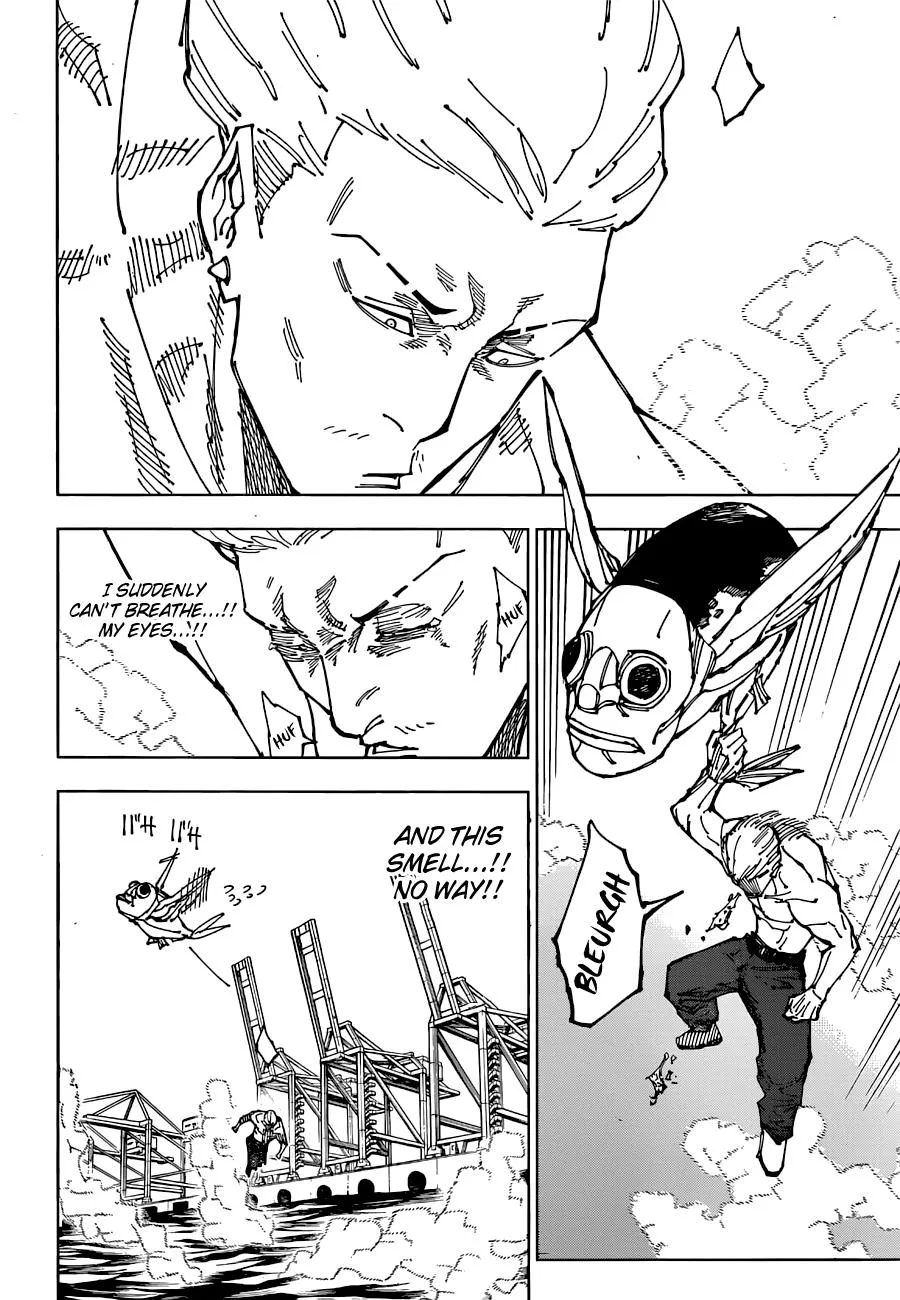 I SUDDENLY
CAN'T BREATHE...!!
MY EYES...!!
HUF
HUF
BLEURGH
AND THIS
SMELL...!!
NO WAY!!